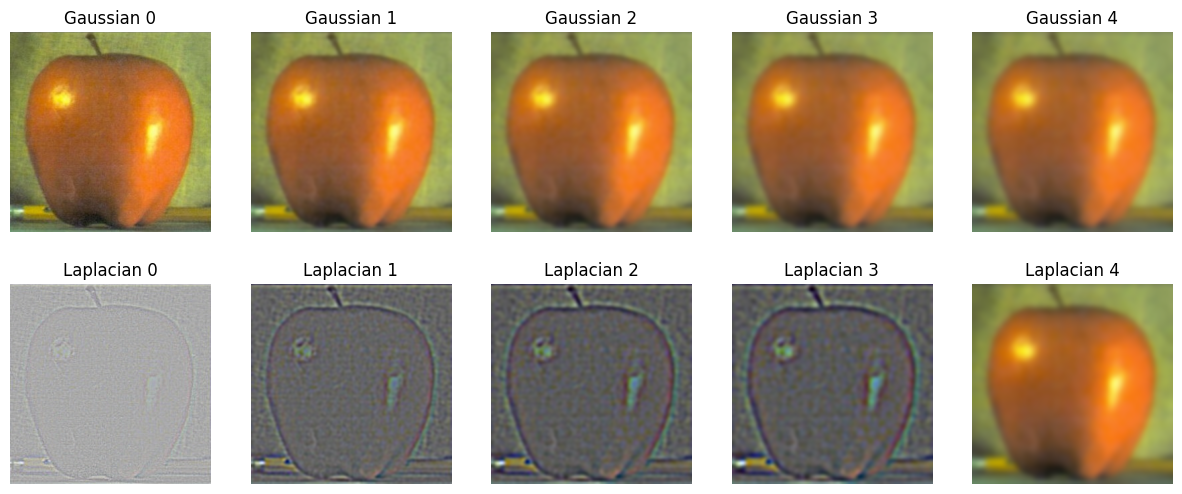 Gaussian 0
Gaussian 1
Gaussian 2
Gaussian 3
Gaussian 4
Laplacian 0
Laplacian 1
Laplacian 2
Laplacian 3
Laplacian 4